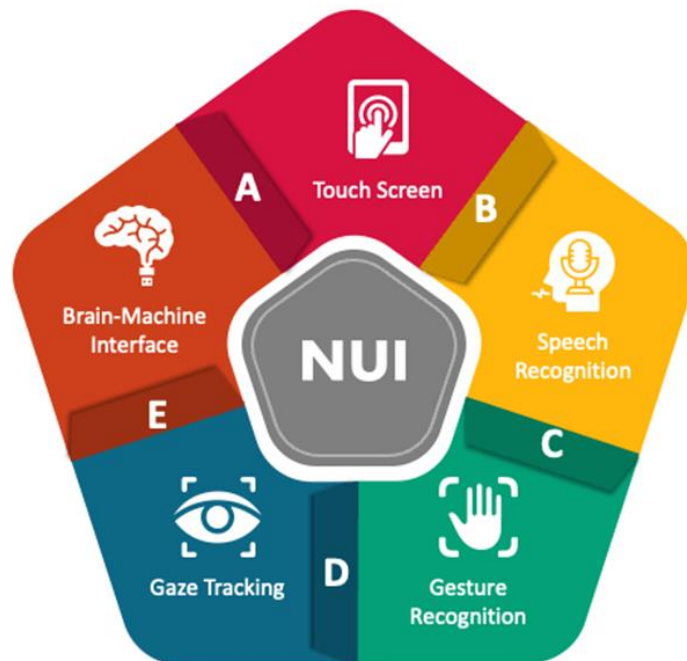 A
Touch Screen
B
Speech
Recognition
C
Gesture
Recognition
D
Gaze Tracking
E
Brain-Machine
Interface
NUI